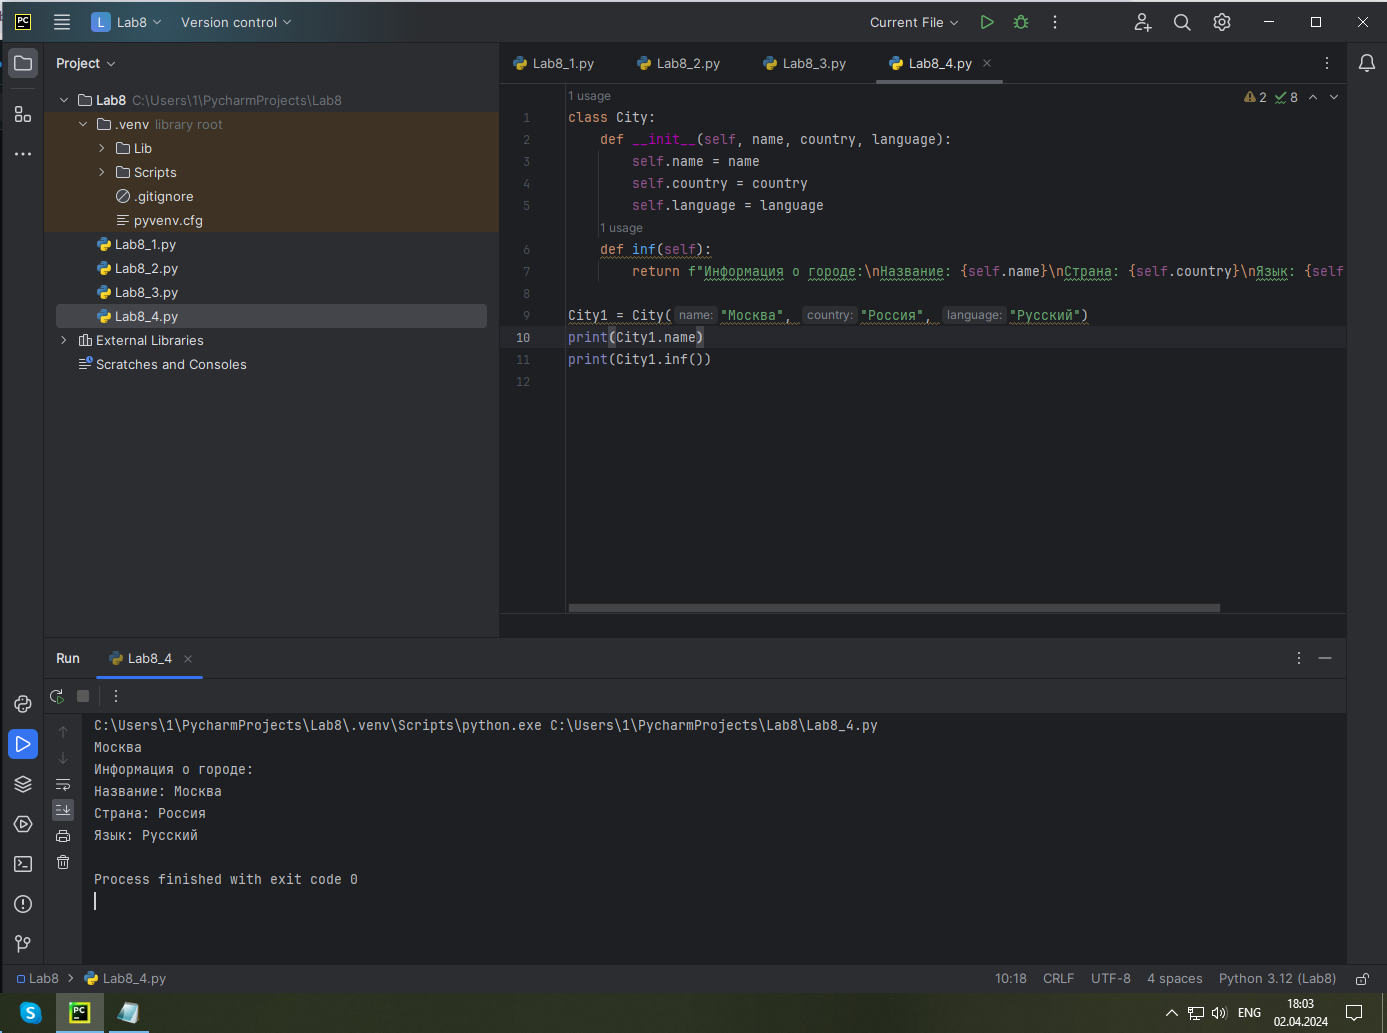 PC
L Lab8
Version control
Current File
Project
Lab8 C:\Users\1\PycharmProjects\Lab8
.venv library root
Lib
Scripts
.gitignore
pyvenv.cfg
Lab8_1.py
Lab8_2.py
Lab8_3.py
Lab8_4.py
External Libraries
Scratches and Consoles
Lab8_1.py Lab8_2.py Lab8_3.py Lab8_4.py
2 8
1 usage
1 class City:
2 def __init__(self, name, country, language):
3 self.name = name
4 self.country = country
5 self.language = language
1 usage
6 def inf(self):
7 return f"Информация о городе:\nНазвание: {self.name}\nСтрана: {self.country}\nЯзык: {self
8
9 City1 = City( name: "Москва", country: "Россия", language: "Русский")
10 print(City1.name)
11 print(City1.inf())
12
Run Lab8_4
C:\Users\1\PycharmProjects\Lab8\.venv\Scripts\python.exe C:\Users\1\PycharmProjects\Lab8\Lab8_4.py
Москва
Информация о городе:
Название: Москва
Страна: Россия
Язык: Русский
Process finished with exit code 0
Lab8 Lab8_4.py
10:18 CRLF UTF-8 4 spaces Python 3.12 (Lab8)
S PC
ENG
18:03
02.04.2024